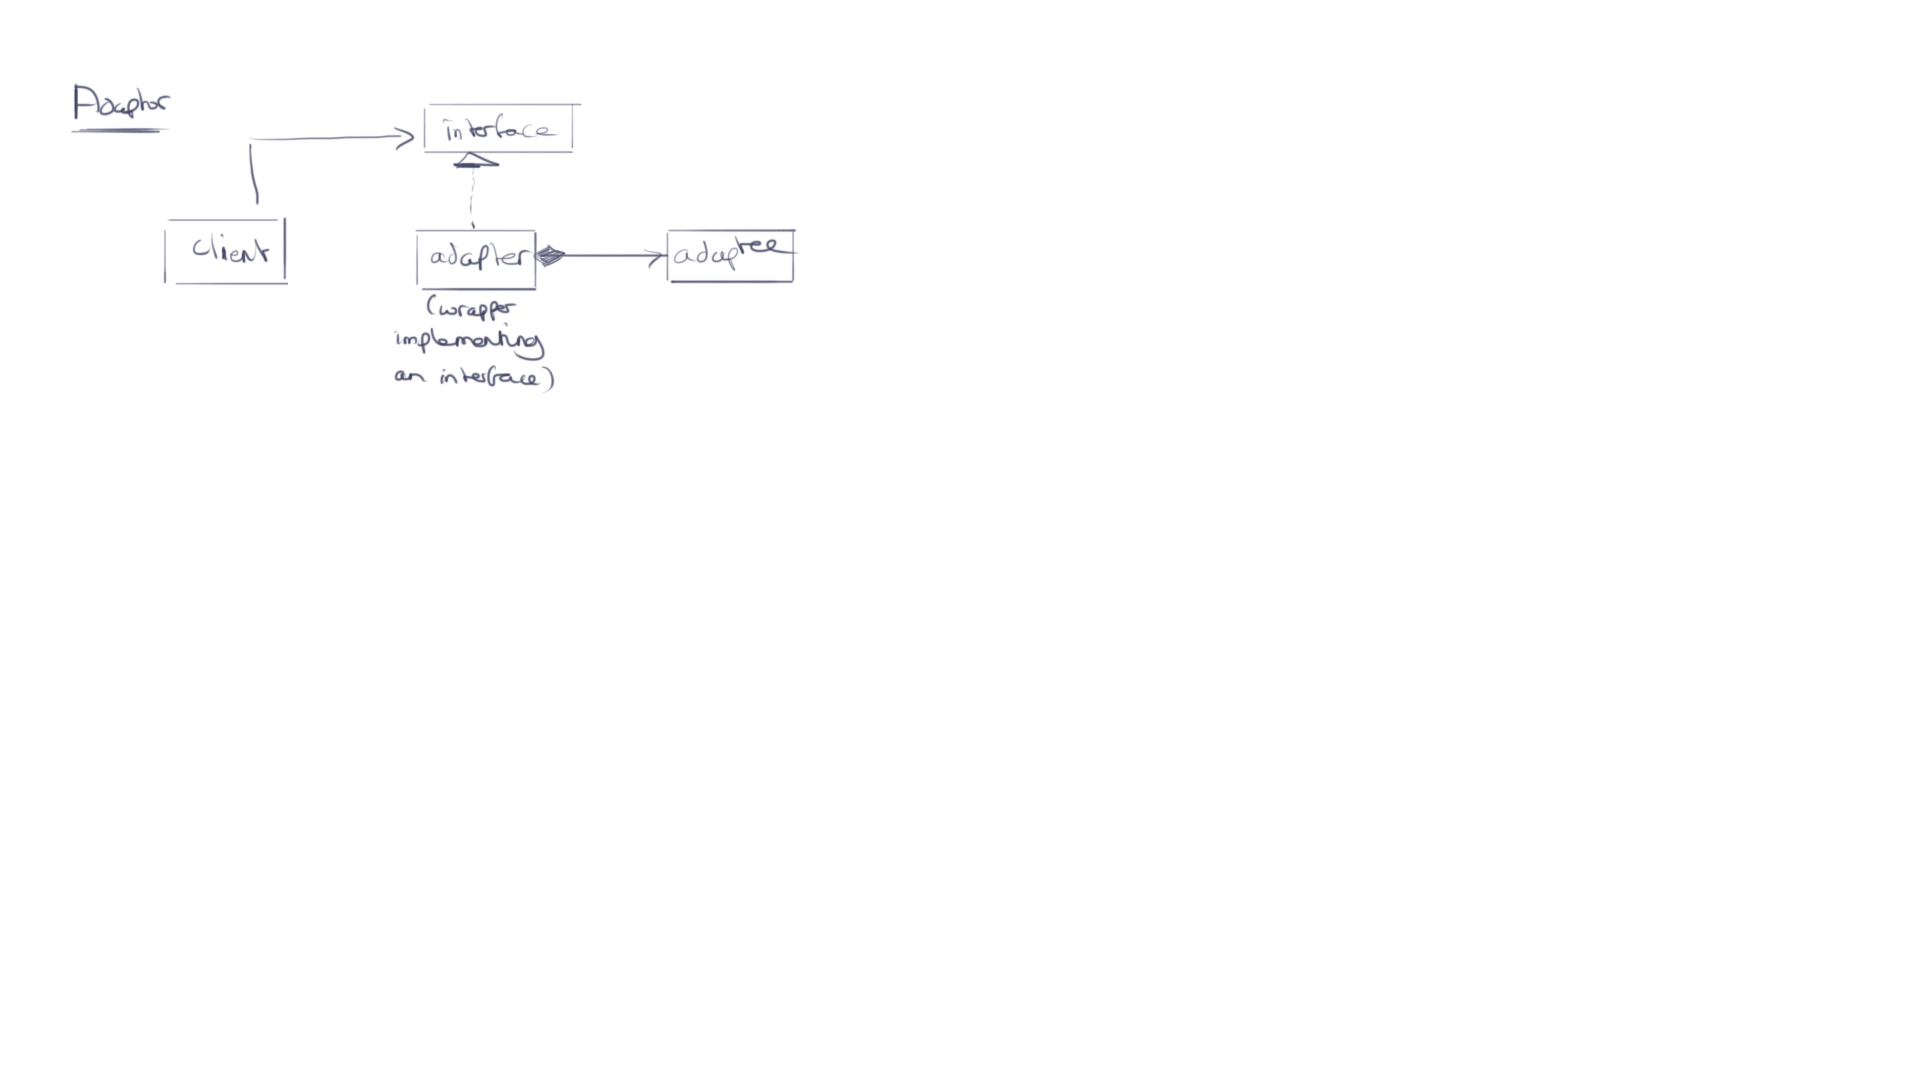 Adaptor
interface
client
adapter
adaptee
(wrapper
implementing
an interface)